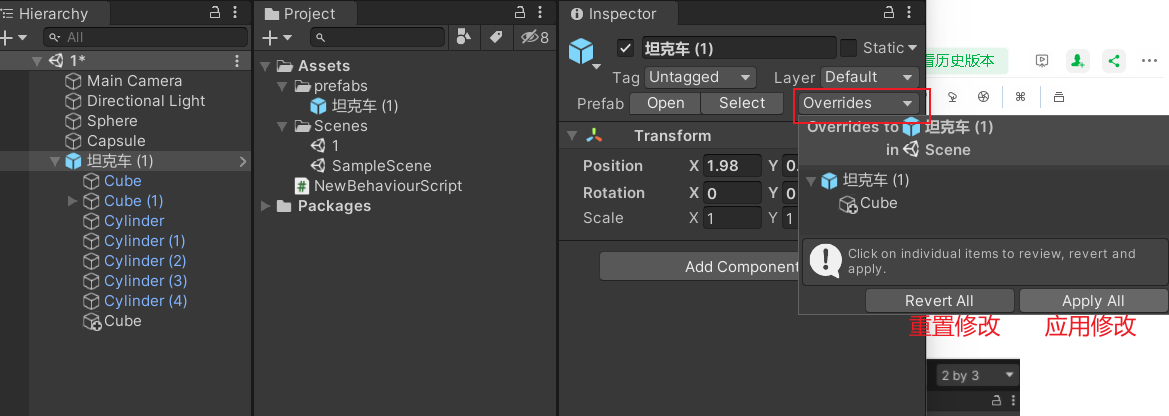 Hierarchy
All
1*
Main Camera
Directional Light
Sphere
Capsule
坦克车 (1)
Cube
Cube (1)
Cylinder
Cylinder (1)
Cylinder (2)
Cylinder (3)
Cylinder (4)
Cube
Project
8
Assets
prefabs
坦克车 (1)
Scenes
1
SampleScene
NewBehaviourScript
Packages
Inspector
坦克车 (1) Static
Tag Untagged Layer Default
Prefab Open Select Overrides
Transform
Position X 1.98 Y 0.
Rotation X 0 Y 0
Scale X 1 Y 1
Add Component
Overrides to 坦克车 (1)
in Scene
坦克车 (1)
Cube
Click on individual items to review, revert and
apply.
Revert All Apply All
重置修改 应用修改
历史版本
2 by 3